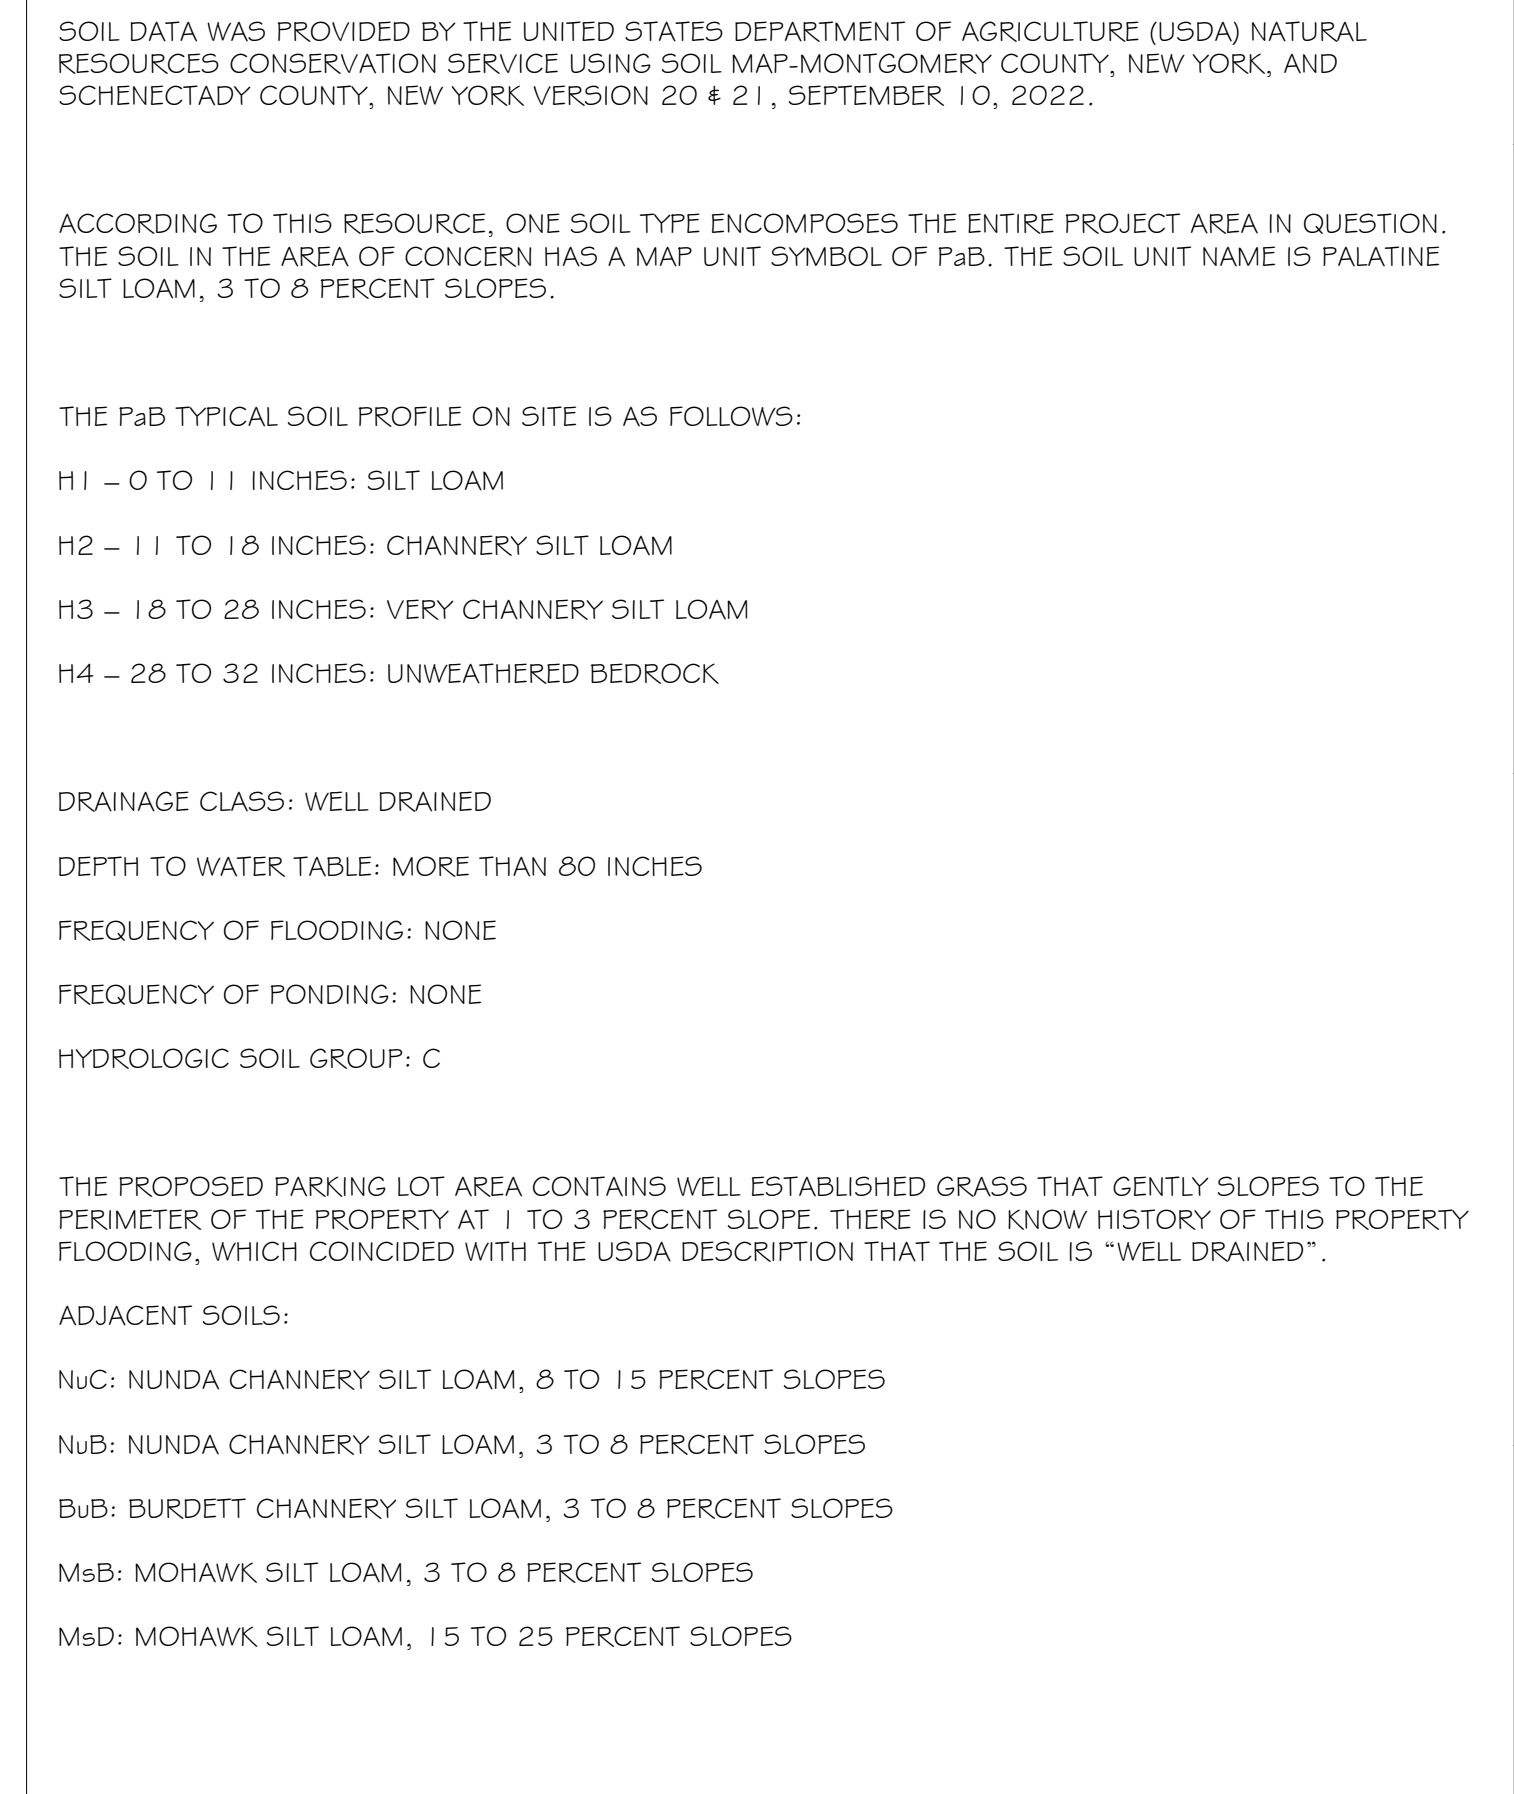 SOIL DATA WAS PROVIDED BY THE UNITED STATES DEPARTMENT OF AGRICULTURE (USDA) NATURAL
RESOURCES CONSERVATION SERVICE USING SOIL MAP-MONTGOMERY COUNTY, NEW YORK, AND
SCHENECTADY COUNTY, NEW YORK VERSION 20 & 21, SEPTEMBER 10, 2022.
ACCORDING TO THIS RESOURCE, ONE SOIL TYPE ENCOMPOSES THE ENTIRE PROJECT AREA IN QUESTION.
THE SOIL IN THE AREA OF CONCERN HAS A MAP UNIT SYMBOL OF PaB. THE SOIL UNIT NAME IS PALATINE
SILT LOAM, 3 TO 8 PERCENT SLOPES.
THE PaB TYPICAL SOIL PROFILE ON SITE IS AS FOLLOWS:
H1 – 0 TO 11 INCHES: SILT LOAM
H2 – 11 TO 18 INCHES: CHANNERY SILT LOAM
H3 – 18 TO 28 INCHES: VERY CHANNERY SILT LOAM
H4 – 28 TO 32 INCHES: UNWEATHERED BEDROCK
DRAINAGE CLASS: WELL DRAINED
DEPTH TO WATER TABLE: MORE THAN 80 INCHES
FREQUENCY OF FLOODING: NONE
FREQUENCY OF PONDING: NONE
HYDROLOGIC SOIL GROUP: C
THE PROPOSED PARKING LOT AREA CONTAINS WELL ESTABLISHED GRASS THAT GENTLY SLOPES TO THE
PERIMETER OF THE PROPERTY AT 1 TO 3 PERCENT SLOPE. THERE IS NO KNOW HISTORY OF THIS PROPERTY
FLOODING, WHICH COINCIDED WITH THE USDA DESCRIPTION THAT THE SOIL IS “WELL DRAINED”.
ADJACENT SOILS:
NuC: NUNDA CHANNERY SILT LOAM, 8 TO 15 PERCENT SLOPES
NuB: NUNDA CHANNERY SILT LOAM, 3 TO 8 PERCENT SLOPES
BuB: BURDETT CHANNERY SILT LOAM, 3 TO 8 PERCENT SLOPES
MsB: MOHAWK SILT LOAM, 3 TO 8 PERCENT SLOPES
MsD: MOHAWK SILT LOAM, 15 TO 25 PERCENT SLOPES